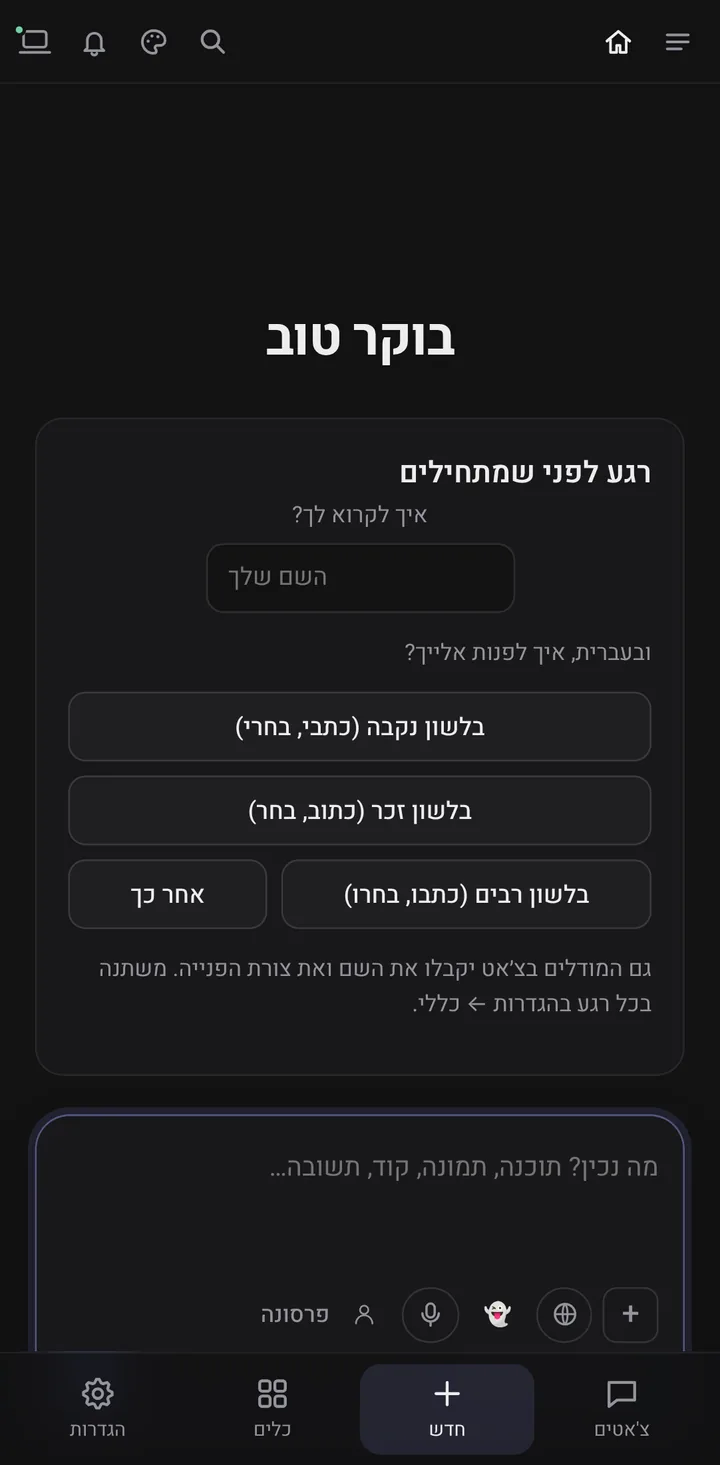 בוקר טוב
רגע לפני שמתחילים
איך לקרוא לך?
השם שלך
ובעברית, איך לפנות אלייך?
בלשון נקבה (כתבי, בחרי)
בלשון זכר (כתוב, בחר)
בלשון רבים (כתבו, בחרו)
אחר כך
גם המודלים בצ׳אט יקבלו את השם ואת צורת הפנייה. משתנה
בכל רגע בהגדרות ← כללי.
מה נכין? תוכנה, תמונה, קוד, תשובה...
פרסונה
צ'אטים
חדש
כלים
הגדרות